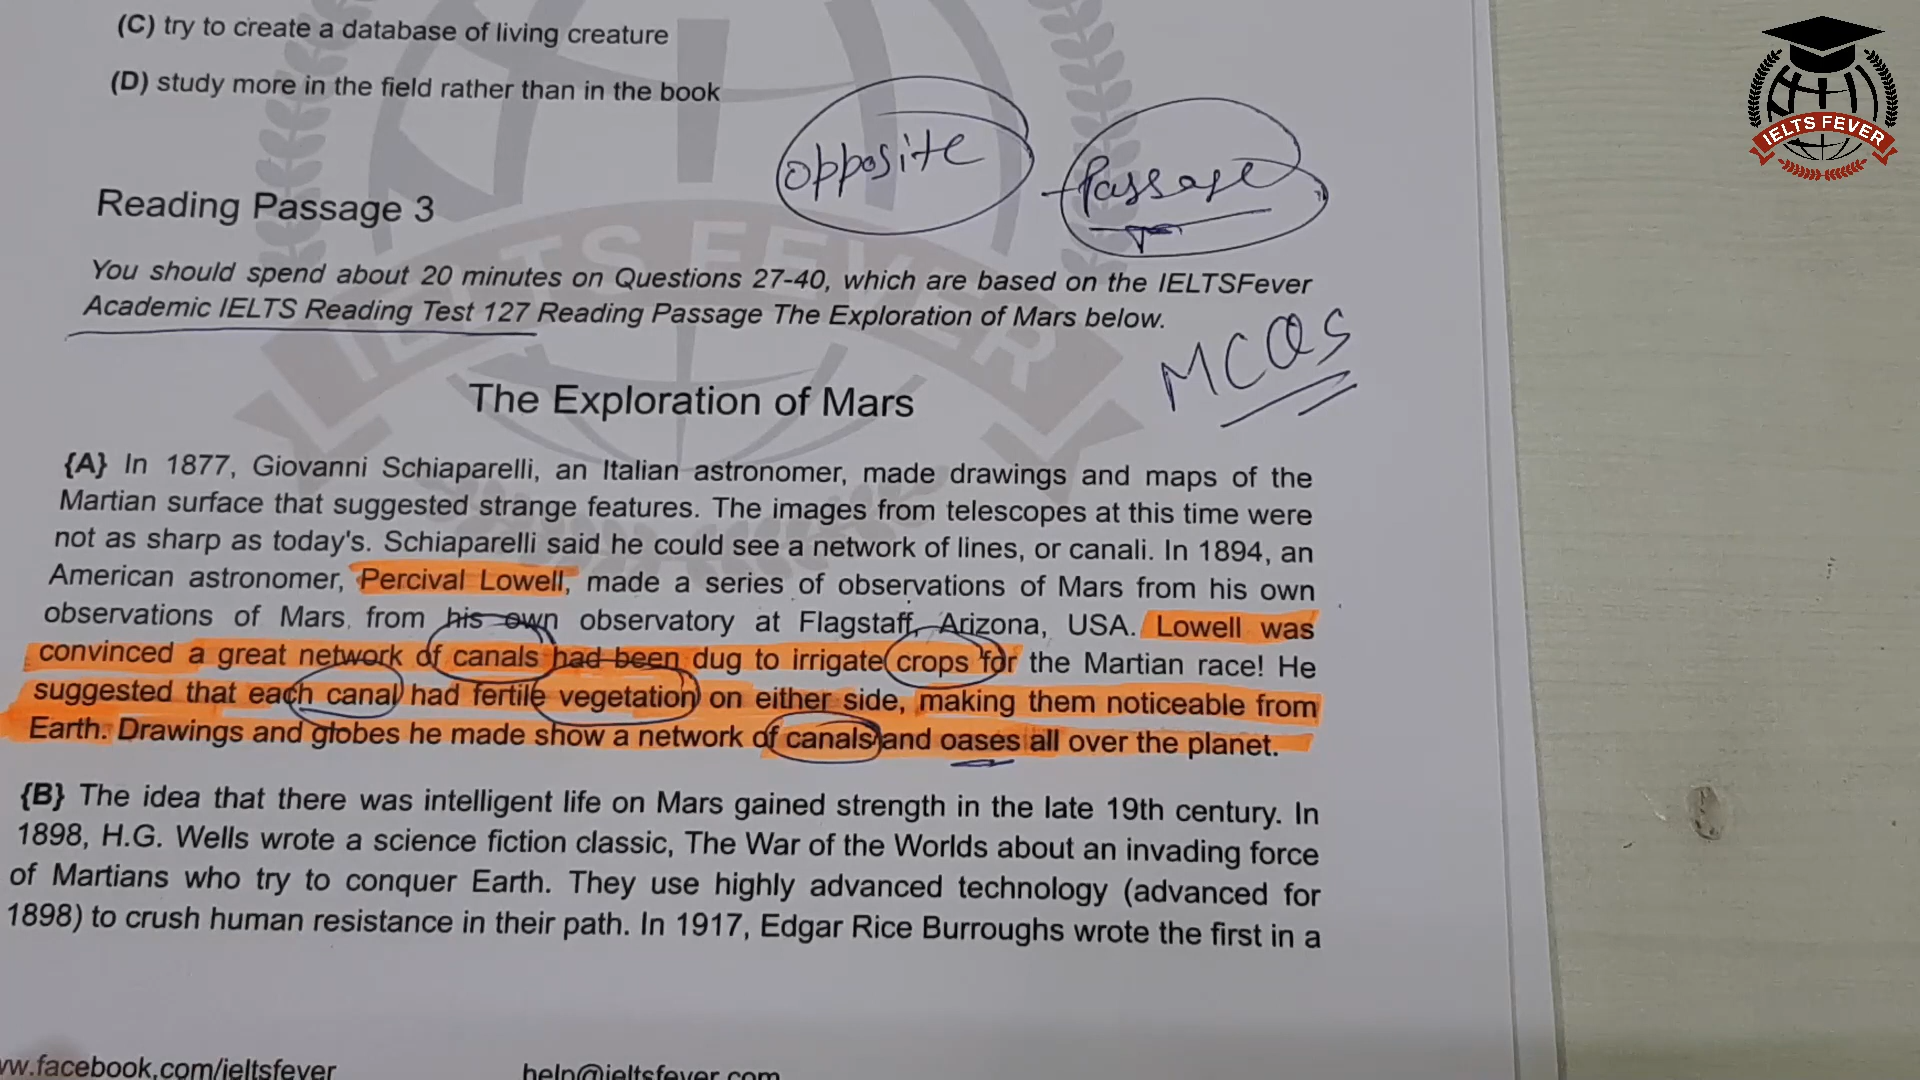 (C) try to create a database of living creature
(D) study more in the field rather than in the book
opposite
Passage
Reading Passage 3
You should spend about 20 minutes on Questions 27-40, which are based on the IELTSFever
Academic IELTS Reading Test 127 Reading Passage The Exploration of Mars below.
MCQs
The Exploration of Mars
{A} In 1877, Giovanni Schiaparelli, an Italian astronomer, made drawings and maps of the
Martian surface that suggested strange features. The images from telescopes at this time were
not as sharp as today's. Schiaparelli said he could see a network of lines, or canali. In 1894, an
American astronomer, Percival Lowell, made a series of observations of Mars from his own
observations of Mars from his own observatory at Flagstaff, Arizona, USA. Lowell was
convinced a great network of canals had been dug to irrigate crops for the Martian race! He
suggested that each canal had fertile vegetation on either side, making them noticeable from
Earth. Drawings and globes he made show a network of canals and oases all over the planet.
{B} The idea that there was intelligent life on Mars gained strength in the late 19th century. In
1898, H.G. Wells wrote a science fiction classic, The War of the Worlds about an invading force
of Martians who try to conquer Earth. They use highly advanced technology (advanced for
1898) to crush human resistance in their path. In 1917, Edgar Rice Burroughs wrote the first in a
ww.facebook.com/ieltsfever
help@ieltsfever.com
IELTS FEVER
IELTS FEVER